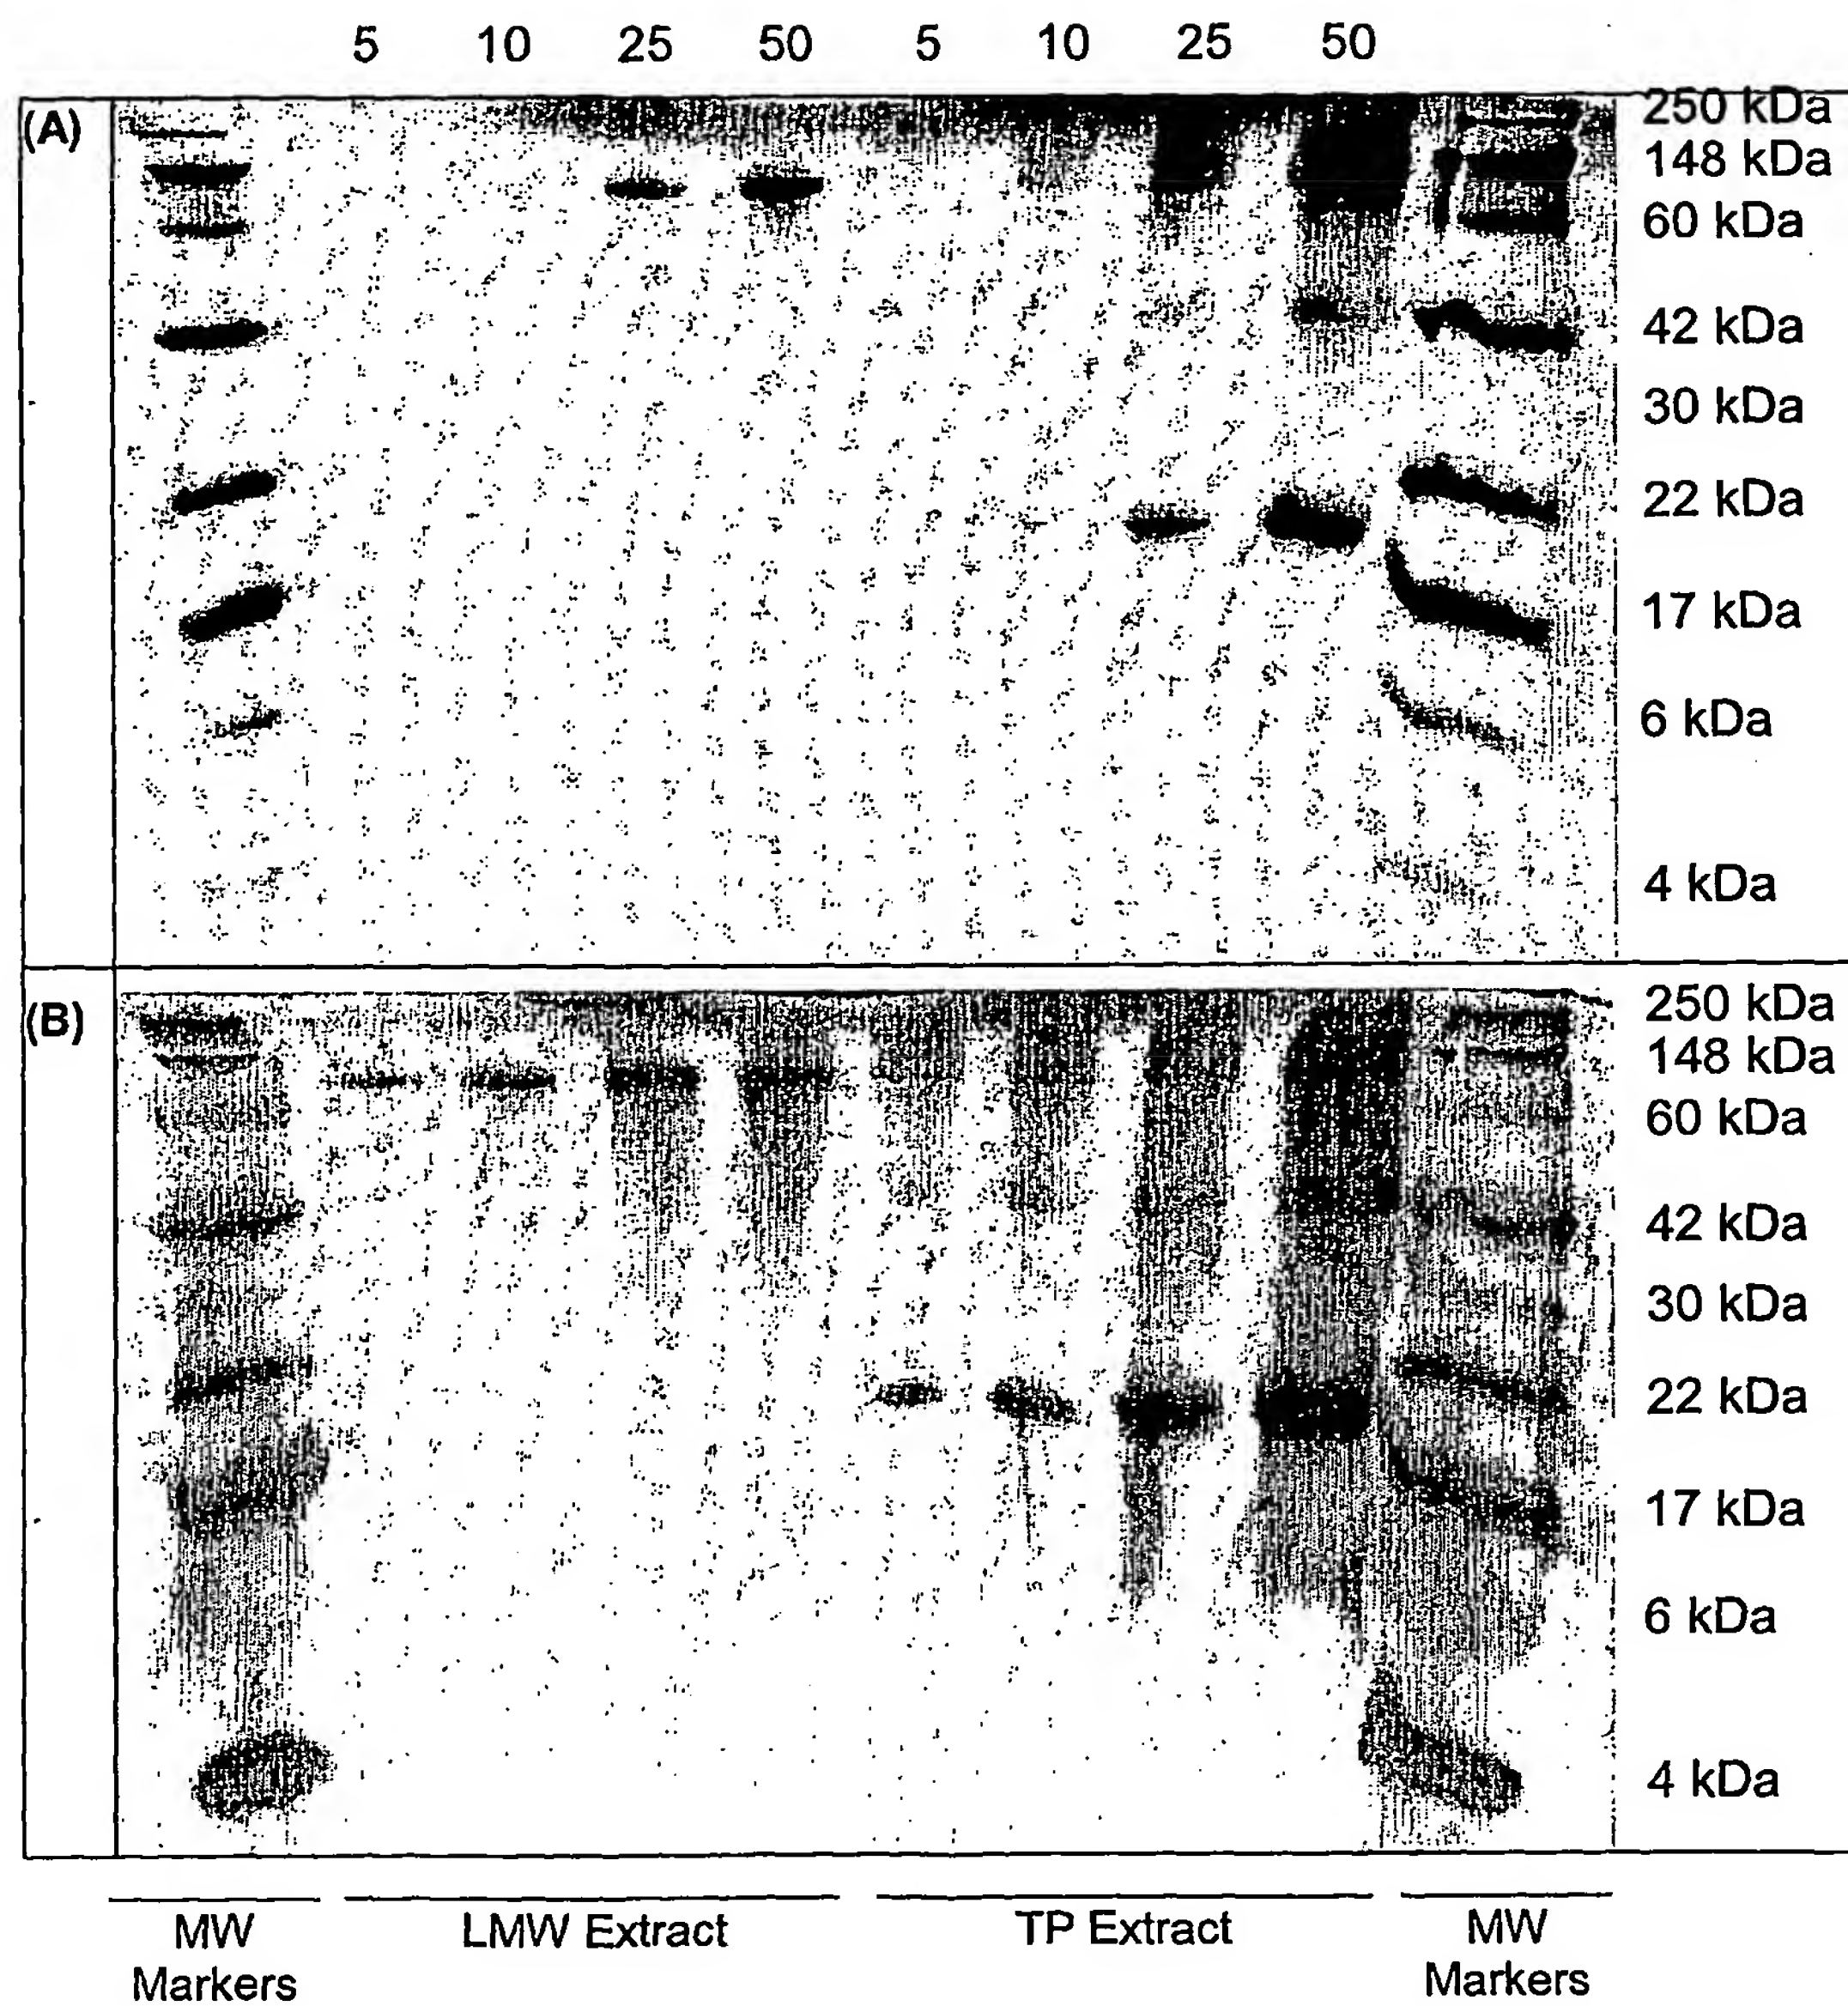 5 10 25 50 5 10 25 50
(A)
250 kDa
148 kDa
60 kDa
42 kDa
30 kDa
22 kDa
17 kDa
6 kDa
4 kDa
(B)
250 kDa
148 kDa
60 kDa
42 kDa
30 kDa
22 kDa
17 kDa
6 kDa
4 kDa
MW LMW Extract TP Extract MW
Markers Markers